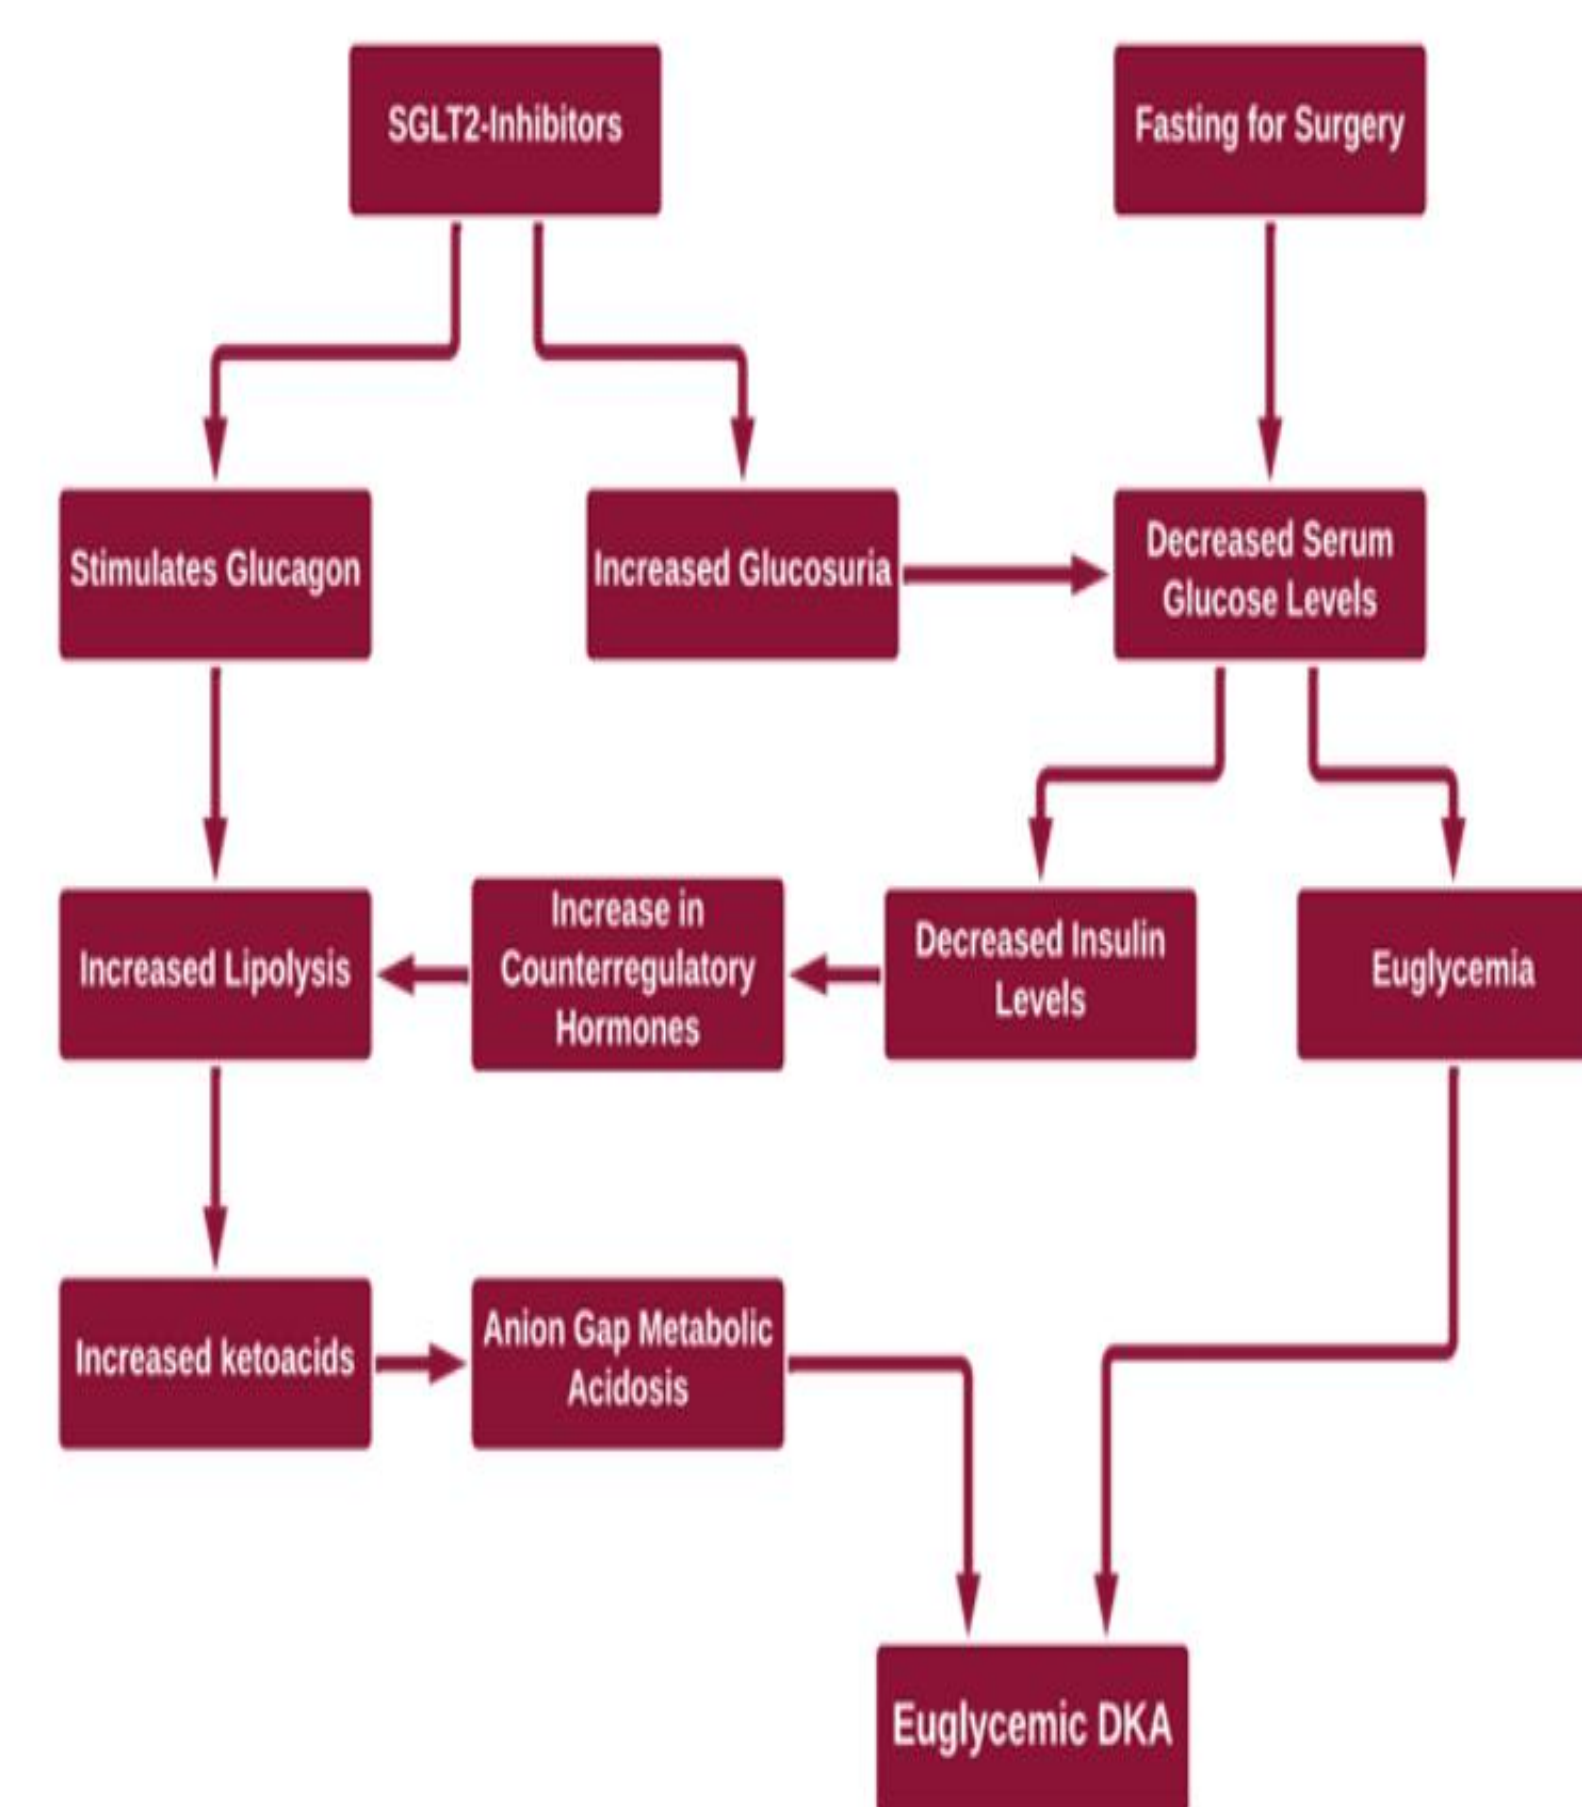 SGLT2-Inhibitors
Fasting for Surgery
Stimulates Glucagon
Increased Glucosuria
Decreased Serum
Glucose Levels
Increased Lipolysis
Increase in
Counterregulatory
Hormones
Decreased Insulin
Levels
Euglycemia
Increased ketoacids
Anion Gap Metabolic
Acidosis
Euglycemic DKA